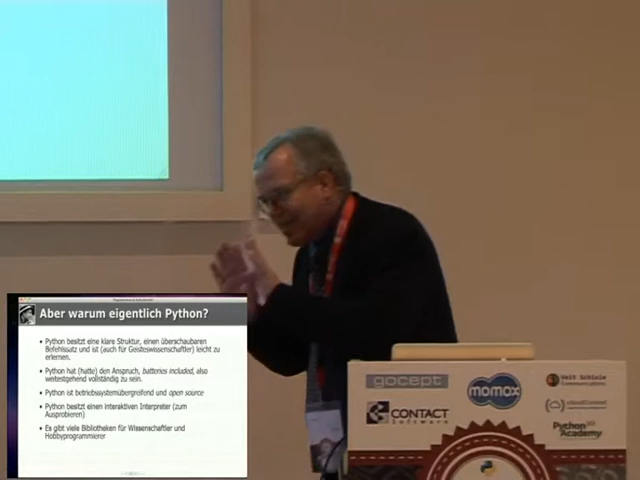 Aber warum eigentlich Python?
Python besitzt eine klare Struktur, einen überschaubaren
Befehlssatz und ist (auch für Geisteswissenschaftler) leicht zu
erlernen.
Python hat (hatte) den Anspruch, batteries included, also
weitestgehend vollständig zu sein.
Python ist betriebssystemübergreifend und open source
Python besitzt einen interaktiven Interpreter (zum
Ausprobieren)
Es gibt viele Bibliotheken für Wissenschaftler und
Hobbyprogrammierer
gocept
momox
Veit Schiele
Communications
CONTACT
Software
Python
Academy